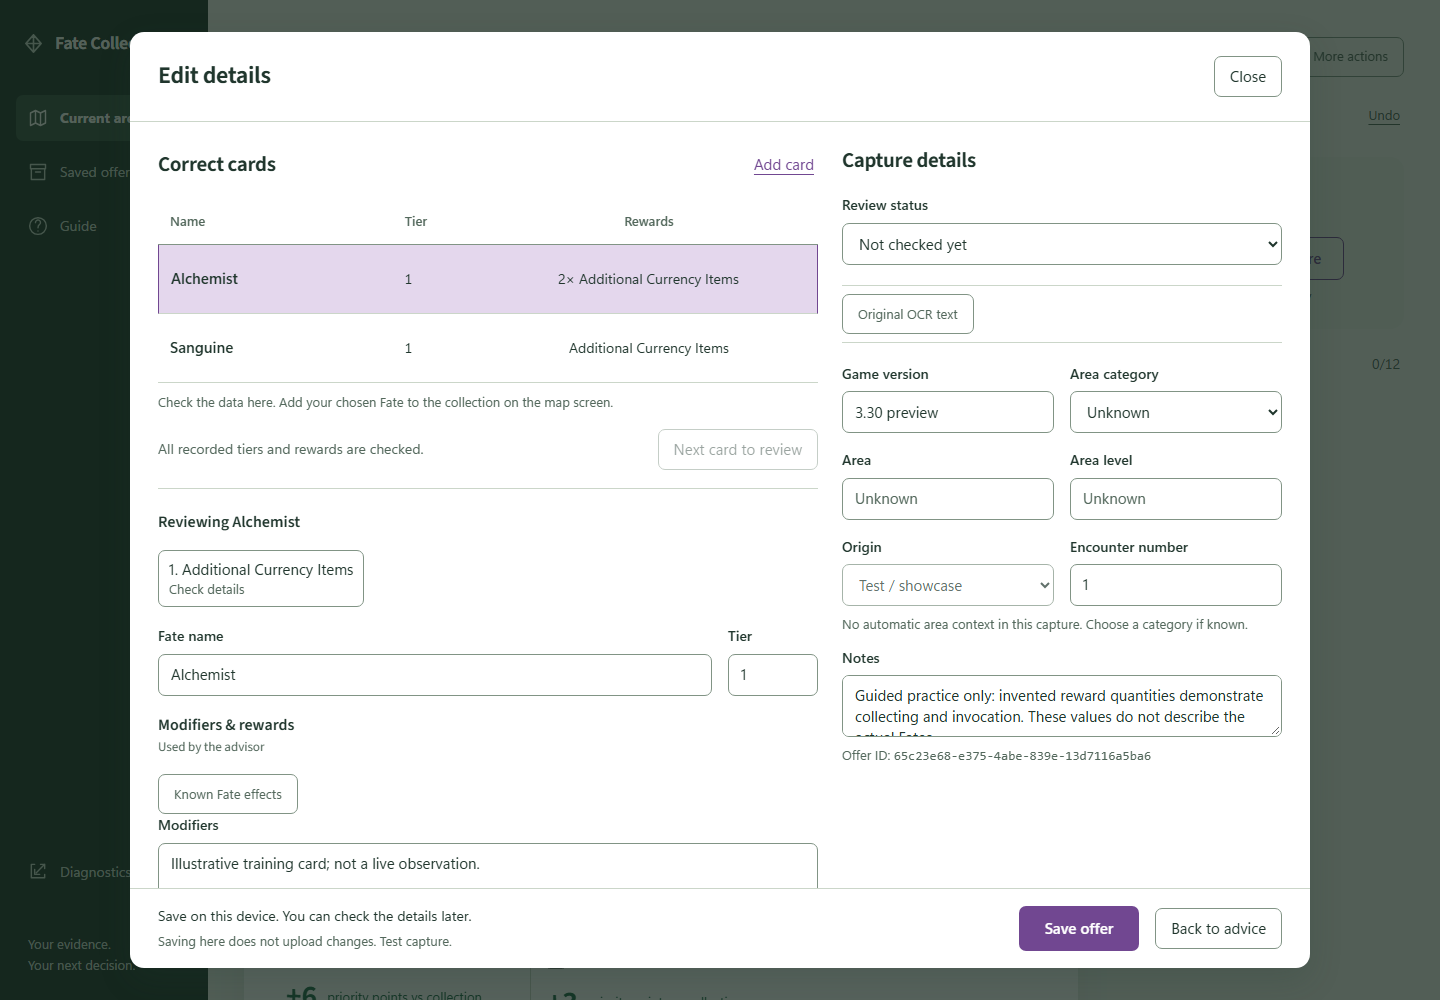 Fate Colle
Current are
Saved offer
Guide
Diagnostics
Your evidence.
Your next decision.
More actions
Undo
re
0/12
Edit details
Close
Correct cards
Add card
Name Tier Rewards
Alchemist 1 2× Additional Currency Items
Sanguine 1 Additional Currency Items
Check the data here. Add your chosen Fate to the collection on the map screen.
All recorded tiers and rewards are checked.
Next card to review
Reviewing Alchemist
1. Additional Currency Items
Check details
Fate name Tier
Alchemist 1
Modifiers & rewards
Used by the advisor
Known Fate effects
Modifiers
Illustrative training card; not a live observation.
Capture details
Review status
Not checked yet
Original OCR text
Game version Area category
3.30 preview Unknown
Area Area level
Unknown Unknown
Origin Encounter number
Test / showcase 1
No automatic area context in this capture. Choose a category if known.
Notes
Guided practice only: invented reward quantities demonstrate
collecting and invocation. These values do not describe the
actual Fates.
Offer ID: 65c23e68-e375-4abe-839e-13d7116a5ba6
Save on this device. You can check the details later.
Saving here does not upload changes. Test capture.
Save offer
Back to advice
+6 priority points vs collection